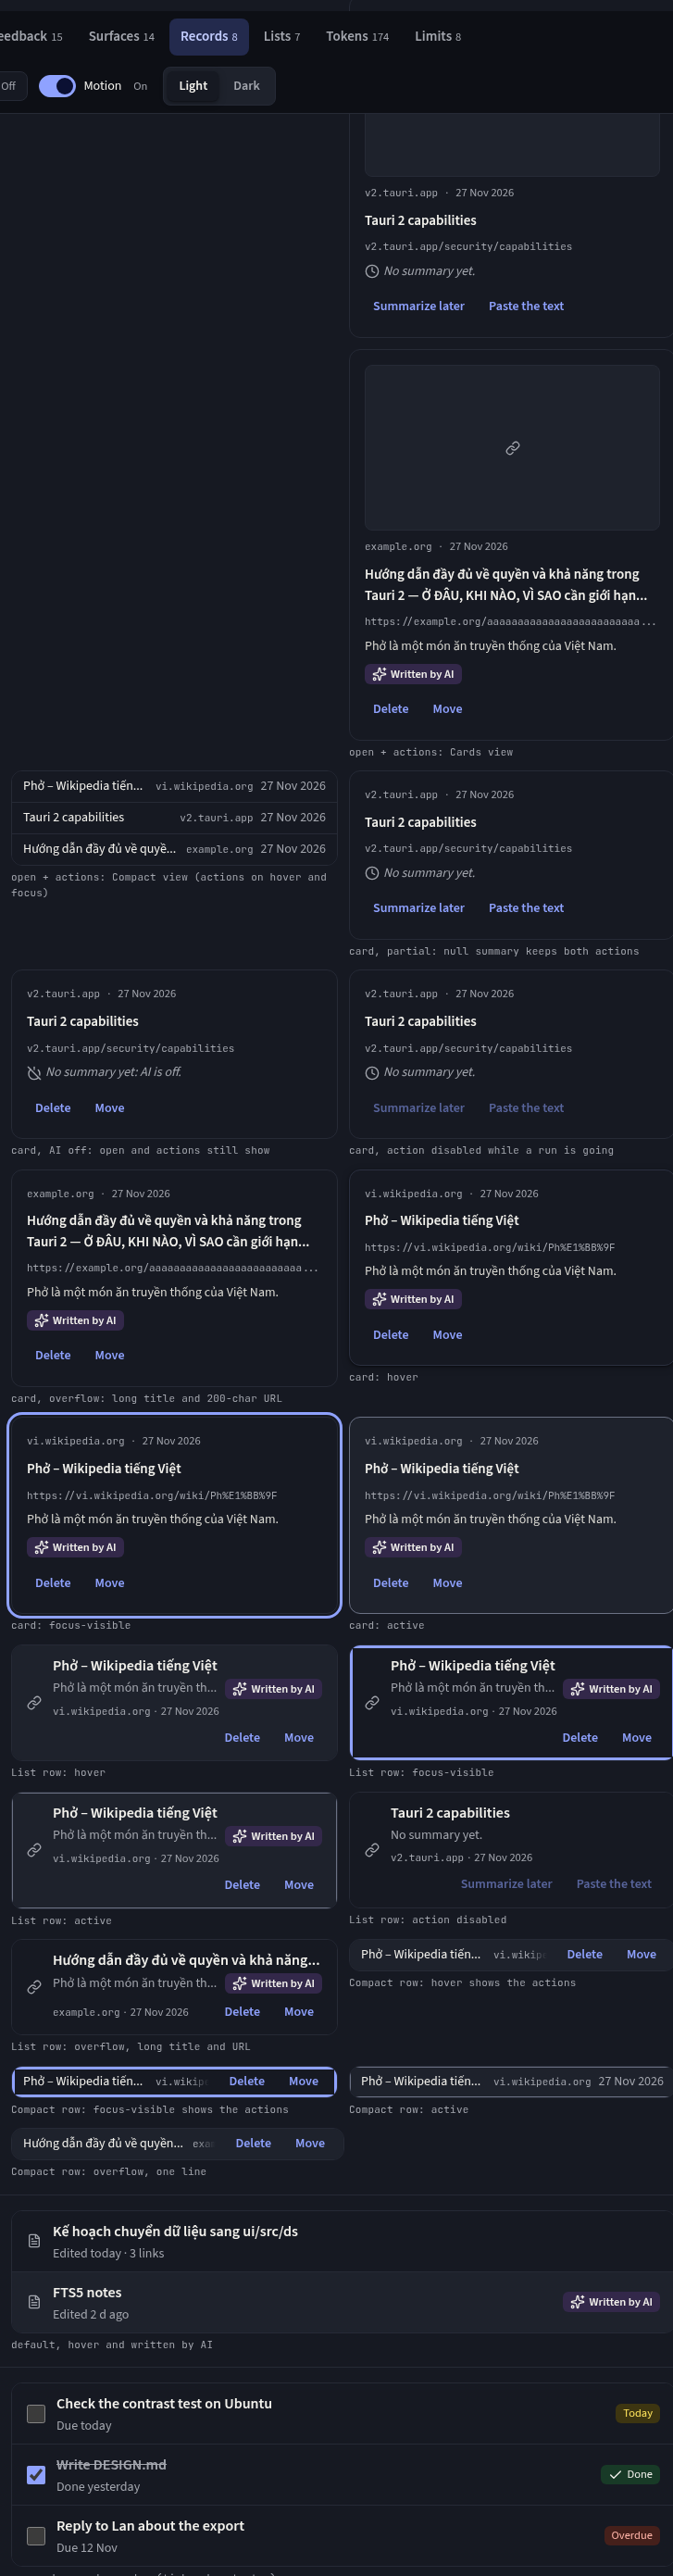 eedback 15 Surfaces 14 Records 8 Lists 7 Tokens 174 Limits 8
Off Motion On Light Dark
v2.tauri.app · 27 Nov 2026
Tauri 2 capabilities
v2.tauri.app/security/capabilities
No summary yet.
Summarize later Paste the text
example.org · 27 Nov 2026
Hướng dẫn đầy đủ về quyền và khả năng trong
Tauri 2 — Ở ĐÂU, KHI NÀO, VÌ SAO cần giới hạn...
https://example.org/aaaaaaaaaaaaaaaaaaaaaaaaa...
Phở là một món ăn truyền thống của Việt Nam.
Written by AI
Delete Move
open + actions: Cards view
Phở – Wikipedia tiến... vi.wikipedia.org 27 Nov 2026
Tauri 2 capabilities v2.tauri.app 27 Nov 2026
Hướng dẫn đầy đủ về quyề... example.org 27 Nov 2026
open + actions: Compact view (actions on hover and
focus)
v2.tauri.app · 27 Nov 2026
Tauri 2 capabilities
v2.tauri.app/security/capabilities
No summary yet.
Summarize later Paste the text
card, partial: null summary keeps both actions
v2.tauri.app · 27 Nov 2026
Tauri 2 capabilities
v2.tauri.app/security/capabilities
No summary yet: AI is off.
Delete Move
card, AI off: open and actions still show
v2.tauri.app · 27 Nov 2026
Tauri 2 capabilities
v2.tauri.app/security/capabilities
No summary yet.
Summarize later Paste the text
card, action disabled while a run is going
example.org · 27 Nov 2026
Hướng dẫn đầy đủ về quyền và khả năng trong
Tauri 2 — Ở ĐÂU, KHI NÀO, VÌ SAO cần giới hạn...
https://example.org/aaaaaaaaaaaaaaaaaaaaaaaaa...
Phở là một món ăn truyền thống của Việt Nam.
Written by AI
Delete Move
card, overflow: long title and 200-char URL
vi.wikipedia.org · 27 Nov 2026
Phở – Wikipedia tiếng Việt
https://vi.wikipedia.org/wiki/Ph%E1%BB%9F
Phở là một món ăn truyền thống của Việt Nam.
Written by AI
Delete Move
card: hover
vi.wikipedia.org · 27 Nov 2026
Phở – Wikipedia tiếng Việt
https://vi.wikipedia.org/wiki/Ph%E1%BB%9F
Phở là một món ăn truyền thống của Việt Nam.
Written by AI
Delete Move
card: focus-visible
vi.wikipedia.org · 27 Nov 2026
Phở – Wikipedia tiếng Việt
https://vi.wikipedia.org/wiki/Ph%E1%BB%9F
Phở là một món ăn truyền thống của Việt Nam.
Written by AI
Delete Move
card: active
Phở – Wikipedia tiếng Việt
Phở là một món ăn truyền th... Written by AI
vi.wikipedia.org · 27 Nov 2026
Delete Move
List row: hover
Phở – Wikipedia tiếng Việt
Phở là một món ăn truyền th... Written by AI
vi.wikipedia.org · 27 Nov 2026
Delete Move
List row: focus-visible
Phở – Wikipedia tiếng Việt
Phở là một món ăn truyền th... Written by AI
vi.wikipedia.org · 27 Nov 2026
Delete Move
List row: active
Tauri 2 capabilities
No summary yet.
v2.tauri.app · 27 Nov 2026
Summarize later Paste the text
List row: action disabled
Hướng dẫn đầy đủ về quyền và khả năng...
Phở là một món ăn truyền th... Written by AI
example.org · 27 Nov 2026 Delete Move
List row: overflow, long title and URL
Phở – Wikipedia tiến... vi.wikip Delete Move
Compact row: hover shows the actions
Phở – Wikipedia tiến... vi.wikip Delete Move
Compact row: focus-visible shows the actions
Phở – Wikipedia tiến... vi.wikipedia.org 27 Nov 2026
Compact row: active
Hướng dẫn đầy đủ về quyền... exa Delete Move
Compact row: overflow, one line
Kế hoạch chuyển dữ liệu sang ui/src/ds
Edited today · 3 links
FTS5 notes
Edited 2 d ago
Written by AI
default, hover and written by AI
Check the contrast test on Ubuntu
Due today
Today
Write DESIGN.md
Done yesterday
Done
Reply to Lan about the export
Due 12 Nov
Overdue